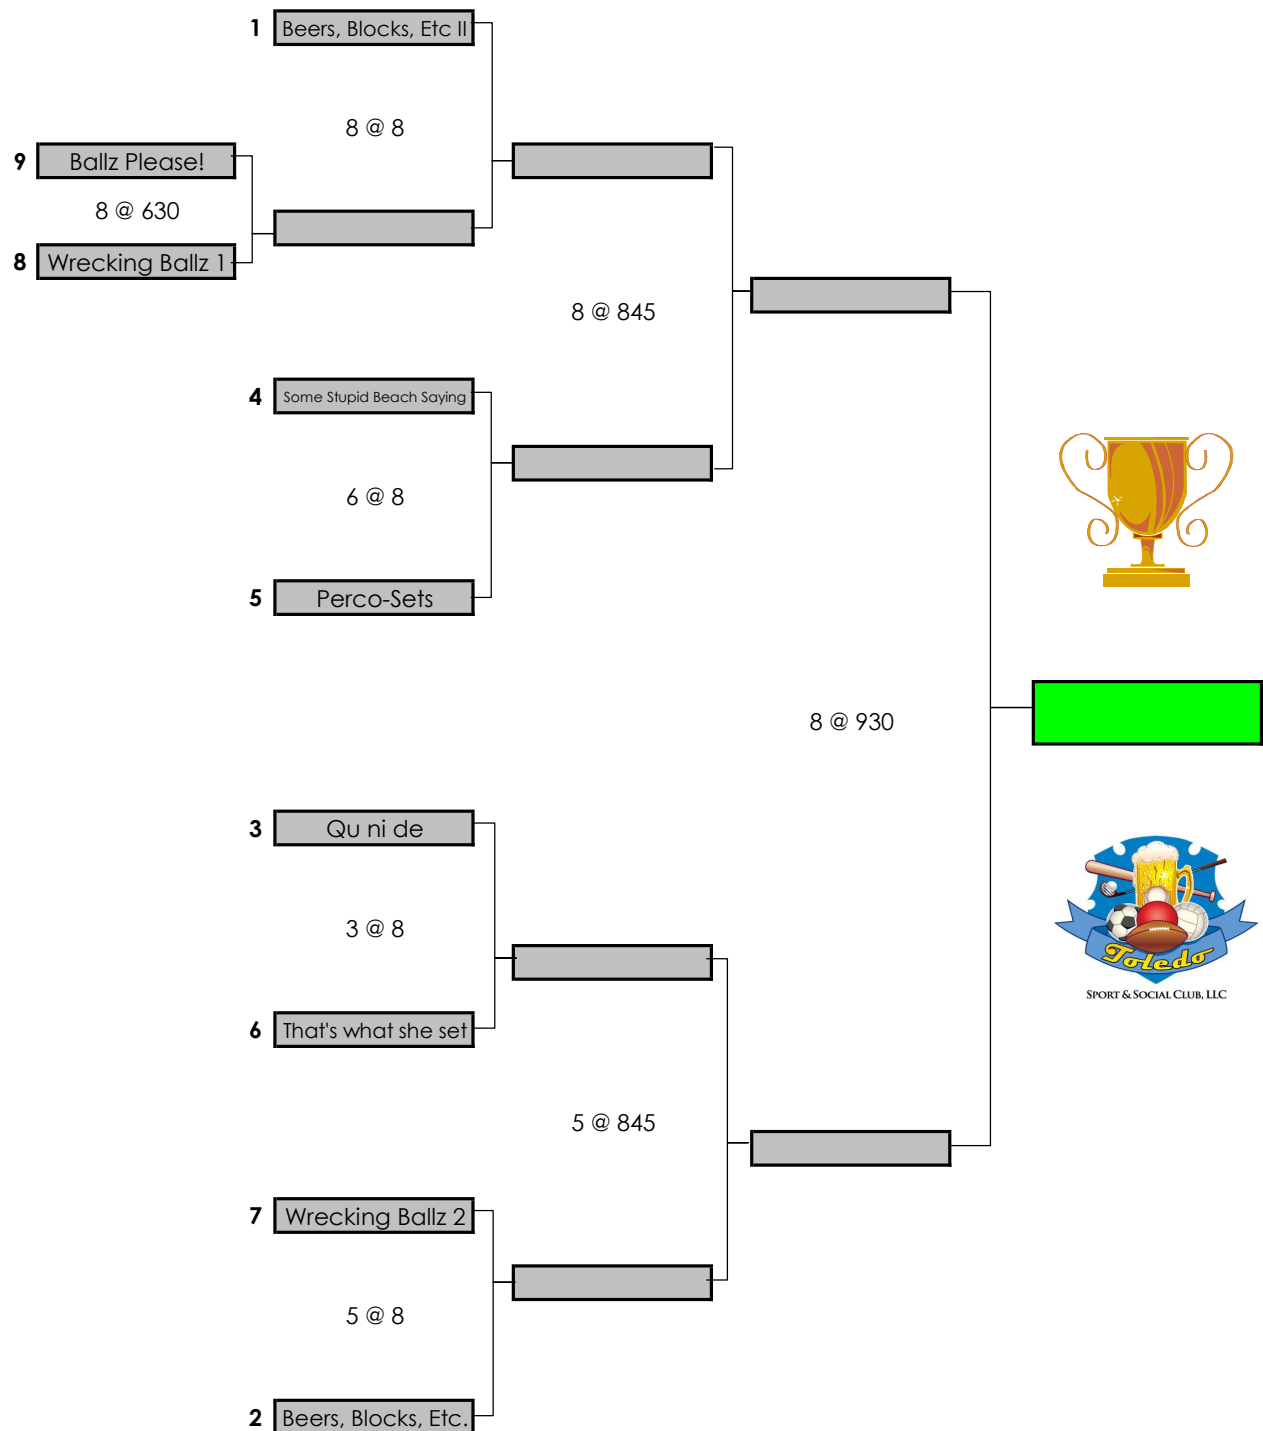 1 Beers, Blocks, Etc II
8 @ 8
9 Ballz Please!
8 @ 630
8 Wrecking Ballz 1
8 @ 845
4 Some Stupid Beach Saying
6 @ 8
5 Perco-Sets
8 @ 930
3 Qu ni de
3 @ 8
6 That's what she set
5 @ 845
7 Wrecking Ballz 2
5 @ 8
2 Beers, Blocks, Etc.
Toledo
SPORT & SOCIAL CLUB, LLC